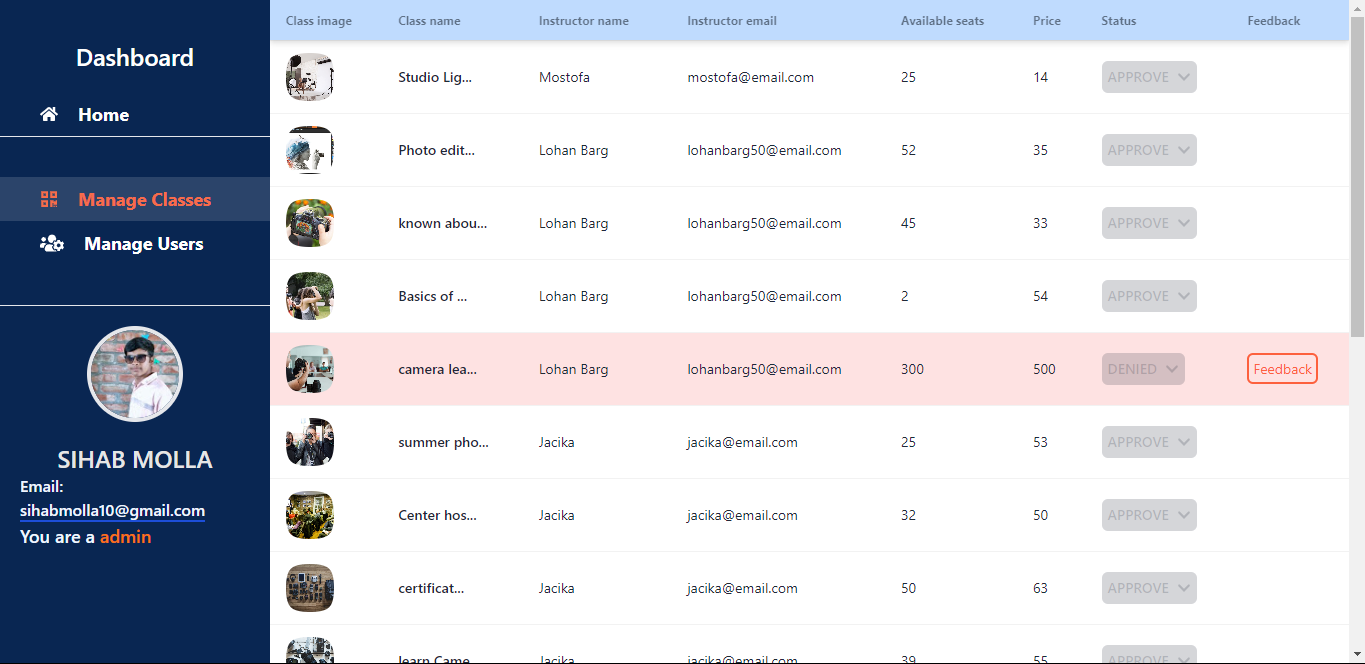 Dashboard
Home
Manage Classes
Manage Users
SIHAB MOLLA
Email:
sihabmolla10@gmail.com
You are a admin
Class image Class name Instructor name Instructor email Available seats Price Status Feedback
Studio Lig... Mostofa mostofa@email.com 25 14 APPROVE
Photo edit... Lohan Barg lohanbarg50@email.com 52 35 APPROVE
known abou... Lohan Barg lohanbarg50@email.com 45 33 APPROVE
Basics of ... Lohan Barg lohanbarg50@email.com 2 54 APPROVE
camera lea... Lohan Barg lohanbarg50@email.com 300 500 DENIED Feedback
summer pho... Jacika jacika@email.com 25 53 APPROVE
Center hos... Jacika jacika@email.com 32 50 APPROVE
certificat... Jacika jacika@email.com 50 63 APPROVE
learn Came... Jacika jacika@email.com 39 55 APPROVE